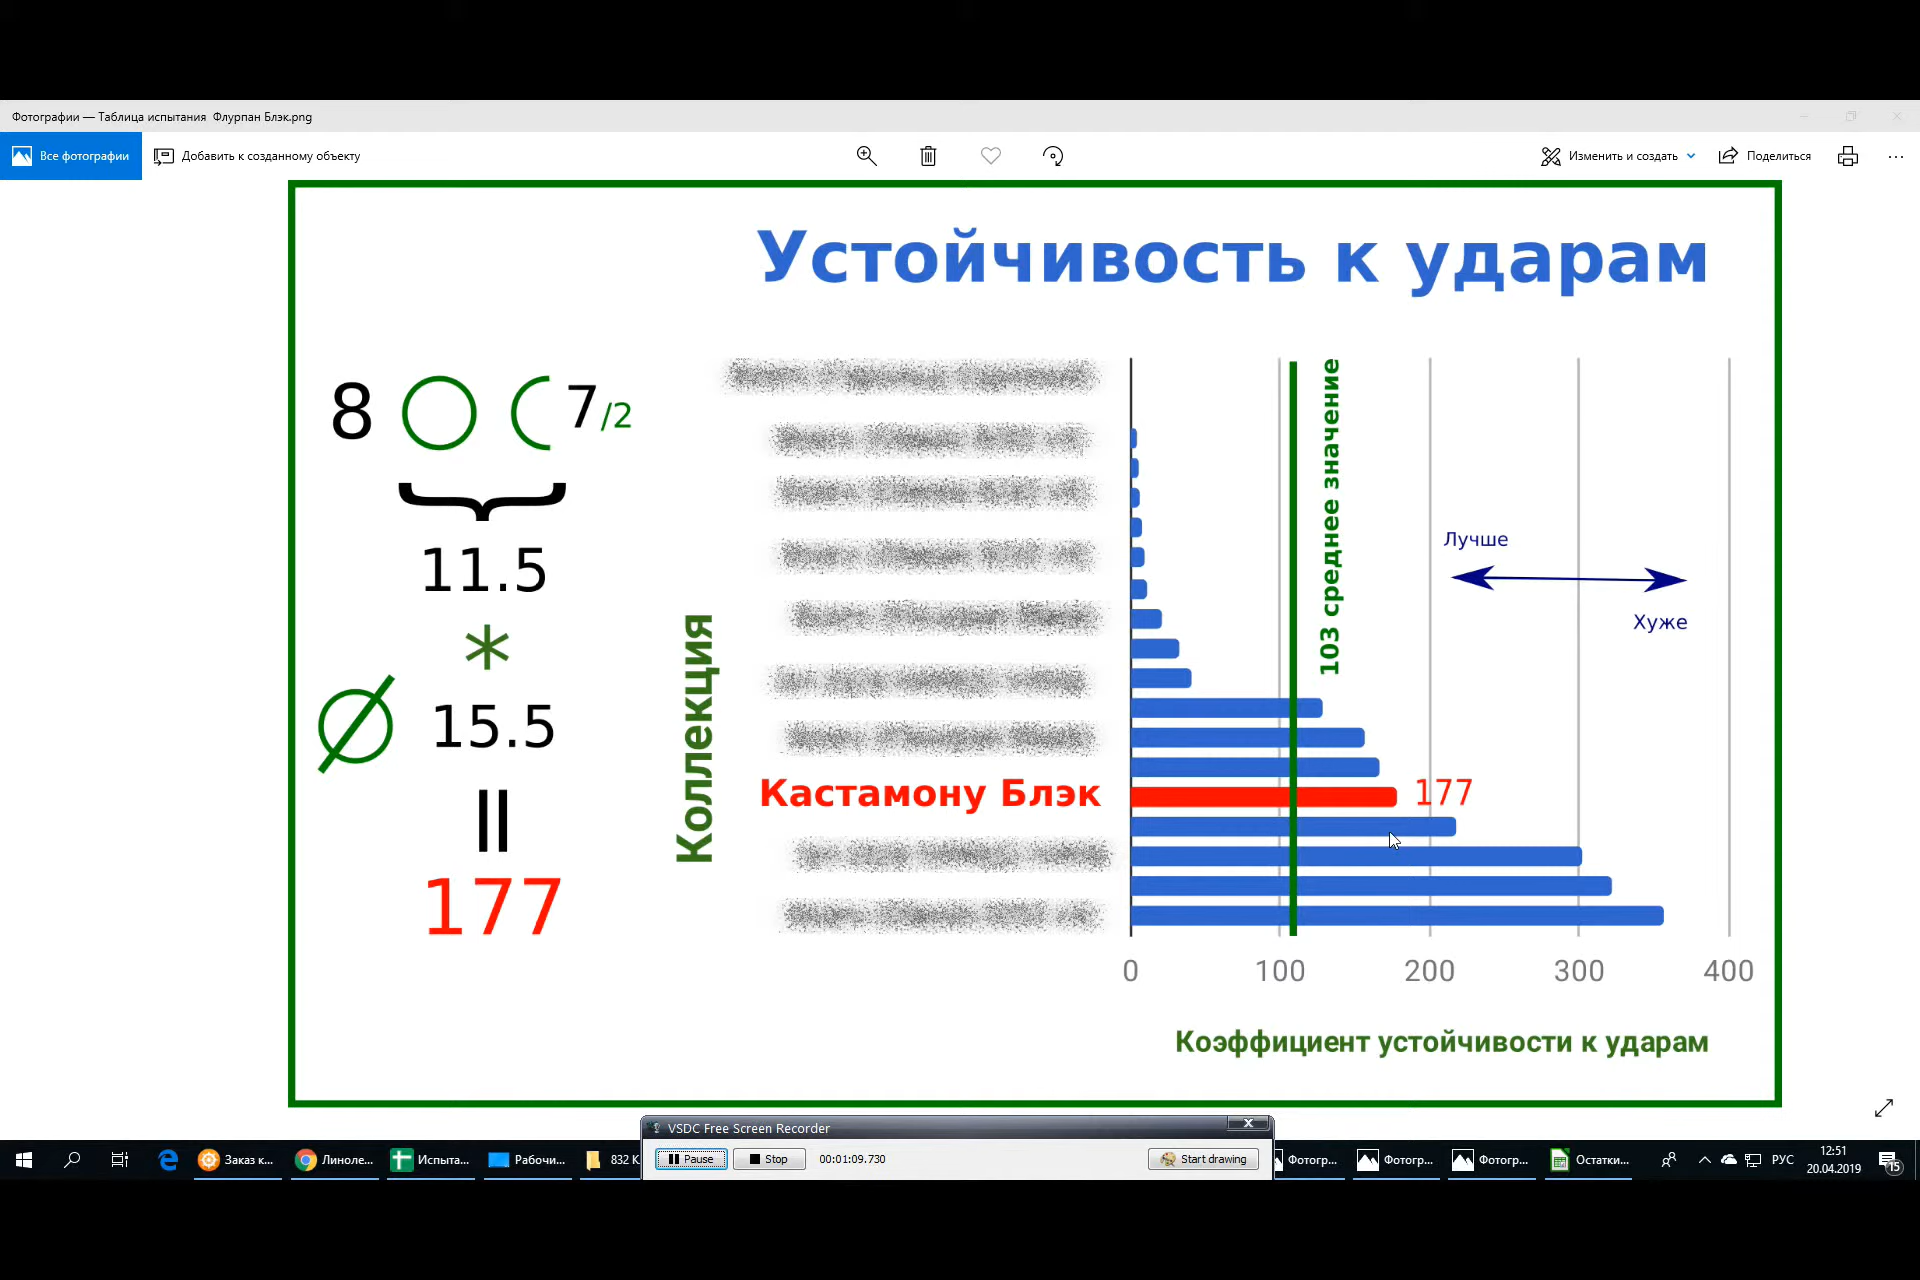 Фотографии — Таблица испытания Флурпан Блэк.png
Все фотографии
Добавить к созданному объекту
Изменить и создать
Поделиться
Устойчивость к ударам
8
7/2
11.5
*
15.5
177
Коллекция
Кастамону Блэк
177
103 среднее значение
Лучше
Хуже
0 100 200 300 400
Коэффициент устойчивости к ударам
VSDC Free Screen Recorder
Pause
Stop
00:01:09.730
Start drawing
Заказ к...
Линоле...
Испыта...
Рабочи...
832 К
Фотогр...
Фотогр...
Фотогр...
Остатки...
РУС
12:51
20.04.2019
15